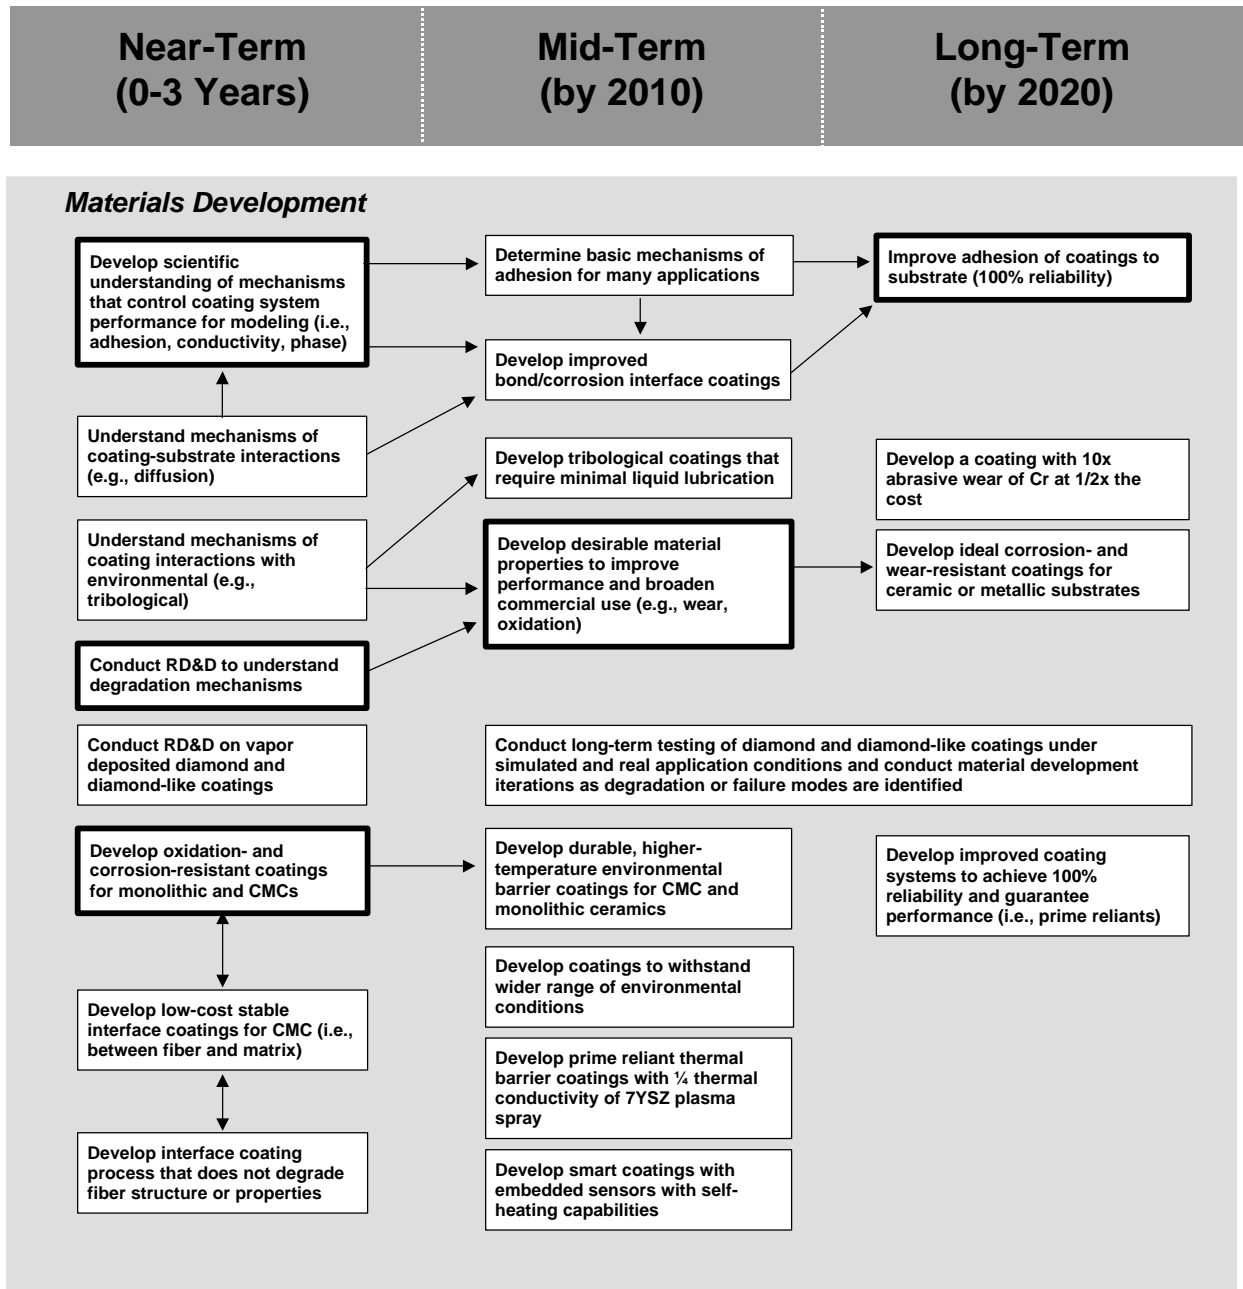 Near-Term
(0-3 Years)
Mid-Term
(by 2010)
Long-Term
(by 2020)
Materials Development
Develop scientific
understanding of mechanisms
that control coating system
performance for modeling (i.e.,
adhesion, conductivity, phase)
Determine basic mechanisms of
adhesion for many applications
Improve adhesion of coatings to
substrate (100% reliability)
Develop improved
bond/corrosion interface coatings
Understand mechanisms of
coating-substrate interactions
(e.g., diffusion)
Develop tribological coatings that
require minimal liquid lubrication
Develop a coating with 10x
abrasive wear of Cr at 1/2x the
cost
Understand mechanisms of
coating interactions with
environmental (e.g.,
tribological)
Develop desirable material
properties to improve
performance and broaden
commercial use (e.g., wear,
oxidation)
Develop ideal corrosion- and
wear-resistant coatings for
ceramic or metallic substrates
Conduct RD&D to understand
degradation mechanisms
Conduct RD&D on vapor
deposited diamond and
diamond-like coatings
Conduct long-term testing of diamond and diamond-like coatings under
simulated and real application conditions and conduct material development
iterations as degradation or failure modes are identified
Develop oxidation- and
corrosion-resistant coatings
for monolithic and CMCs
Develop durable, higher-
temperature environmental
barrier coatings for CMC and
monolithic ceramics
Develop improved coating
systems to achieve 100%
reliability and guarantee
performance (i.e., prime reliants)
Develop coatings to withstand
wider range of environmental
conditions
Develop low-cost stable
interface coatings for CMC (i.e.,
between fiber and matrix)
Develop prime reliant thermal
barrier coatings with ¼ thermal
conductivity of 7YSZ plasma
spray
Develop interface coating
process that does not degrade
fiber structure or properties
Develop smart coatings with
embedded sensors with self-
heating capabilities